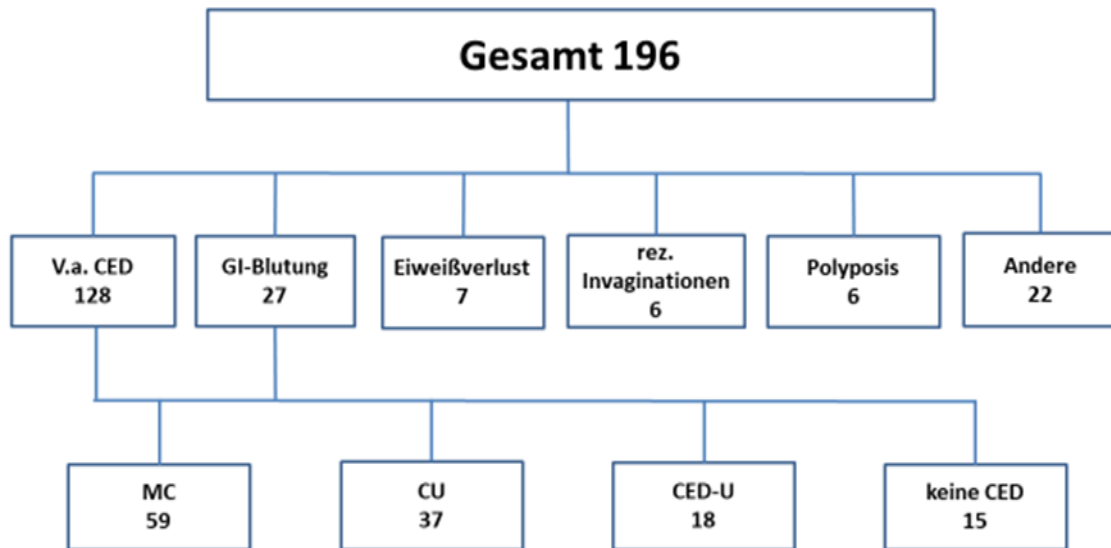 Gesamt 196
V.a. CED
128
GI-Blutung
27
Eiweißverlust
7
rez.
Invaginationen
6
Polyposis
6
Andere
22
MC
59
CU
37
CED-U
18
keine CED
15